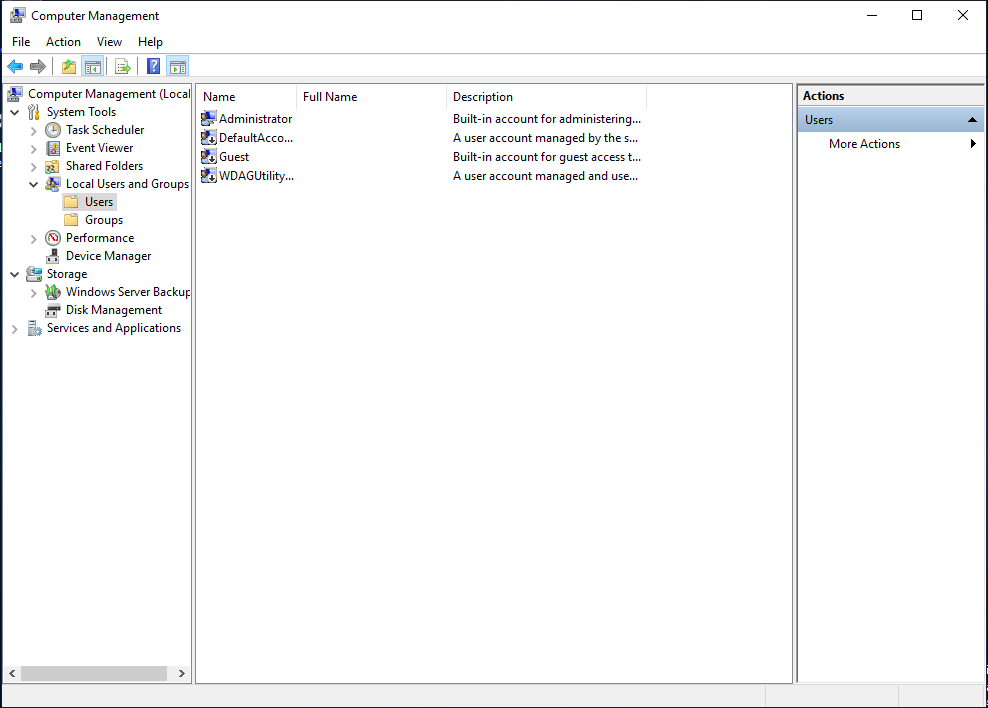 Computer Management
File Action View Help
Computer Management (Local
System Tools
Task Scheduler
Event Viewer
Shared Folders
Local Users and Groups
Users
Groups
Performance
Device Manager
Storage
Windows Server Backup
Disk Management
Services and Applications
Name Full Name Description
Administrator Built-in account for administering...
DefaultAcco... A user account managed by the s...
Guest Built-in account for guest access t...
WDAGUtility... A user account managed and use...
Actions
Users
More Actions